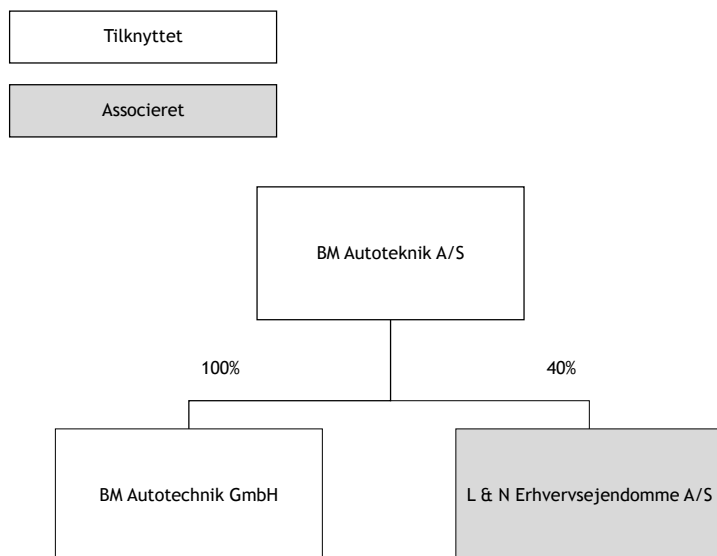 Tilknyttet
Associeret
BM Autoteknik A/S
100%
40%
BM Autotechnik GmbH
L & N Erhvervsejendomme A/S